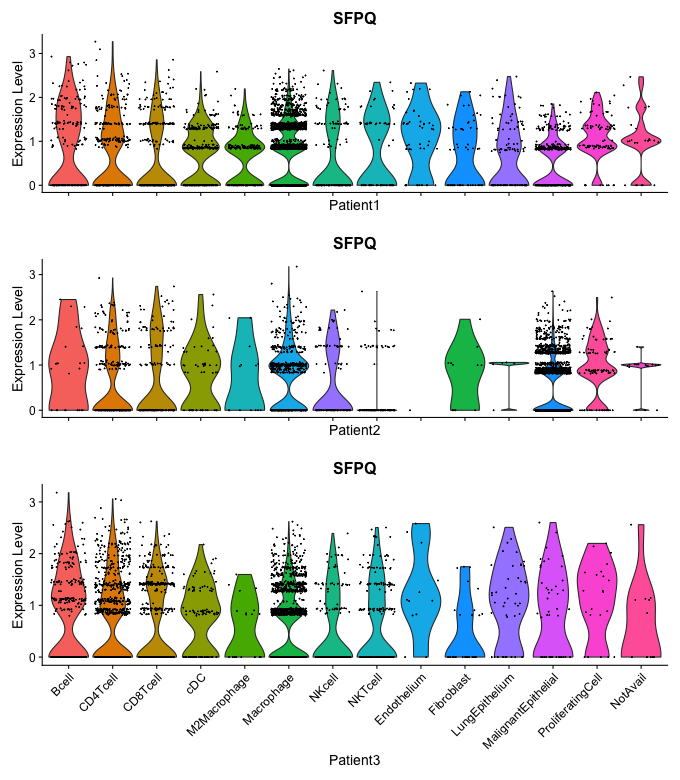 SFPQ
Expression Level
3
2
1
0
Patient1
SFPQ
Expression Level
3
2
1
0
Patient2
SFPQ
Expression Level
3
2
1
0
Bcell
CD4Tcell
CD8Tcell
cDC
M2Macrophage
Macrophage
NKcell
NKTcell
Endothelium
Fibroblast
LungEpithelium
MalignantEpithelial
ProliferatingCell
NotAvail
Patient3